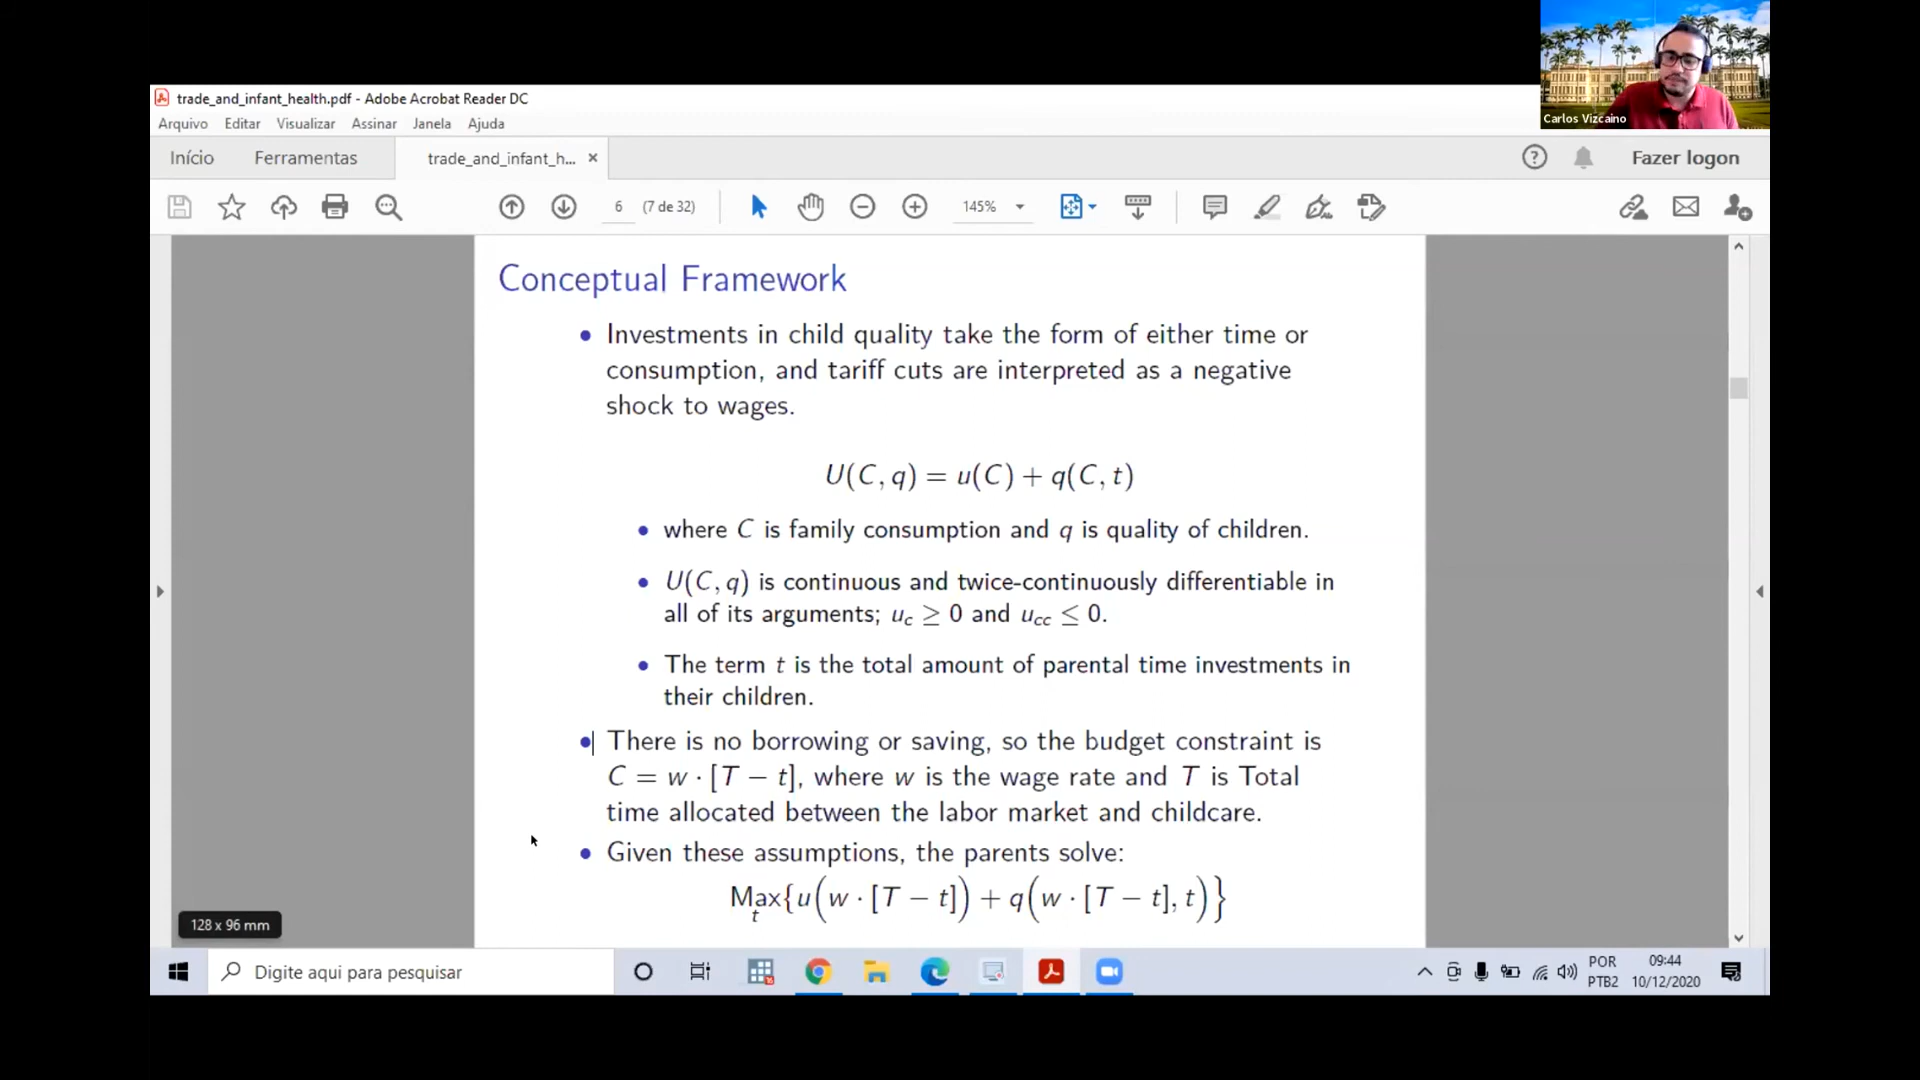 Carlos Vizcaino
trade_and_infant_health.pdf - Adobe Acrobat Reader DC
Arquivo Editar Visualizar Assinar Janela Ajuda
Início Ferramentas trade_and_infant_h... × Fazer logon
6 (7 de 32) 145%
Conceptual Framework
• Investments in child quality take the form of either time or
consumption, and tariff cuts are interpreted as a negative
shock to wages.
U(C, q) = u(C) + q(C, t)
• where C is family consumption and q is quality of children.
• U(C, q) is continuous and twice-continuously differentiable in
all of its arguments; u_c ≥ 0 and u_cc ≤ 0.
• The term t is the total amount of parental time investments in
their children.
• There is no borrowing or saving, so the budget constraint is
C = w · [T − t], where w is the wage rate and T is Total
time allocated between the labor market and childcare.
• Given these assumptions, the parents solve:
Max{u(w · [T − t]) + q(w · [T − t], t)}
t
128 x 96 mm
Digite aqui para pesquisar
POR 09:44
PTB2 10/12/2020